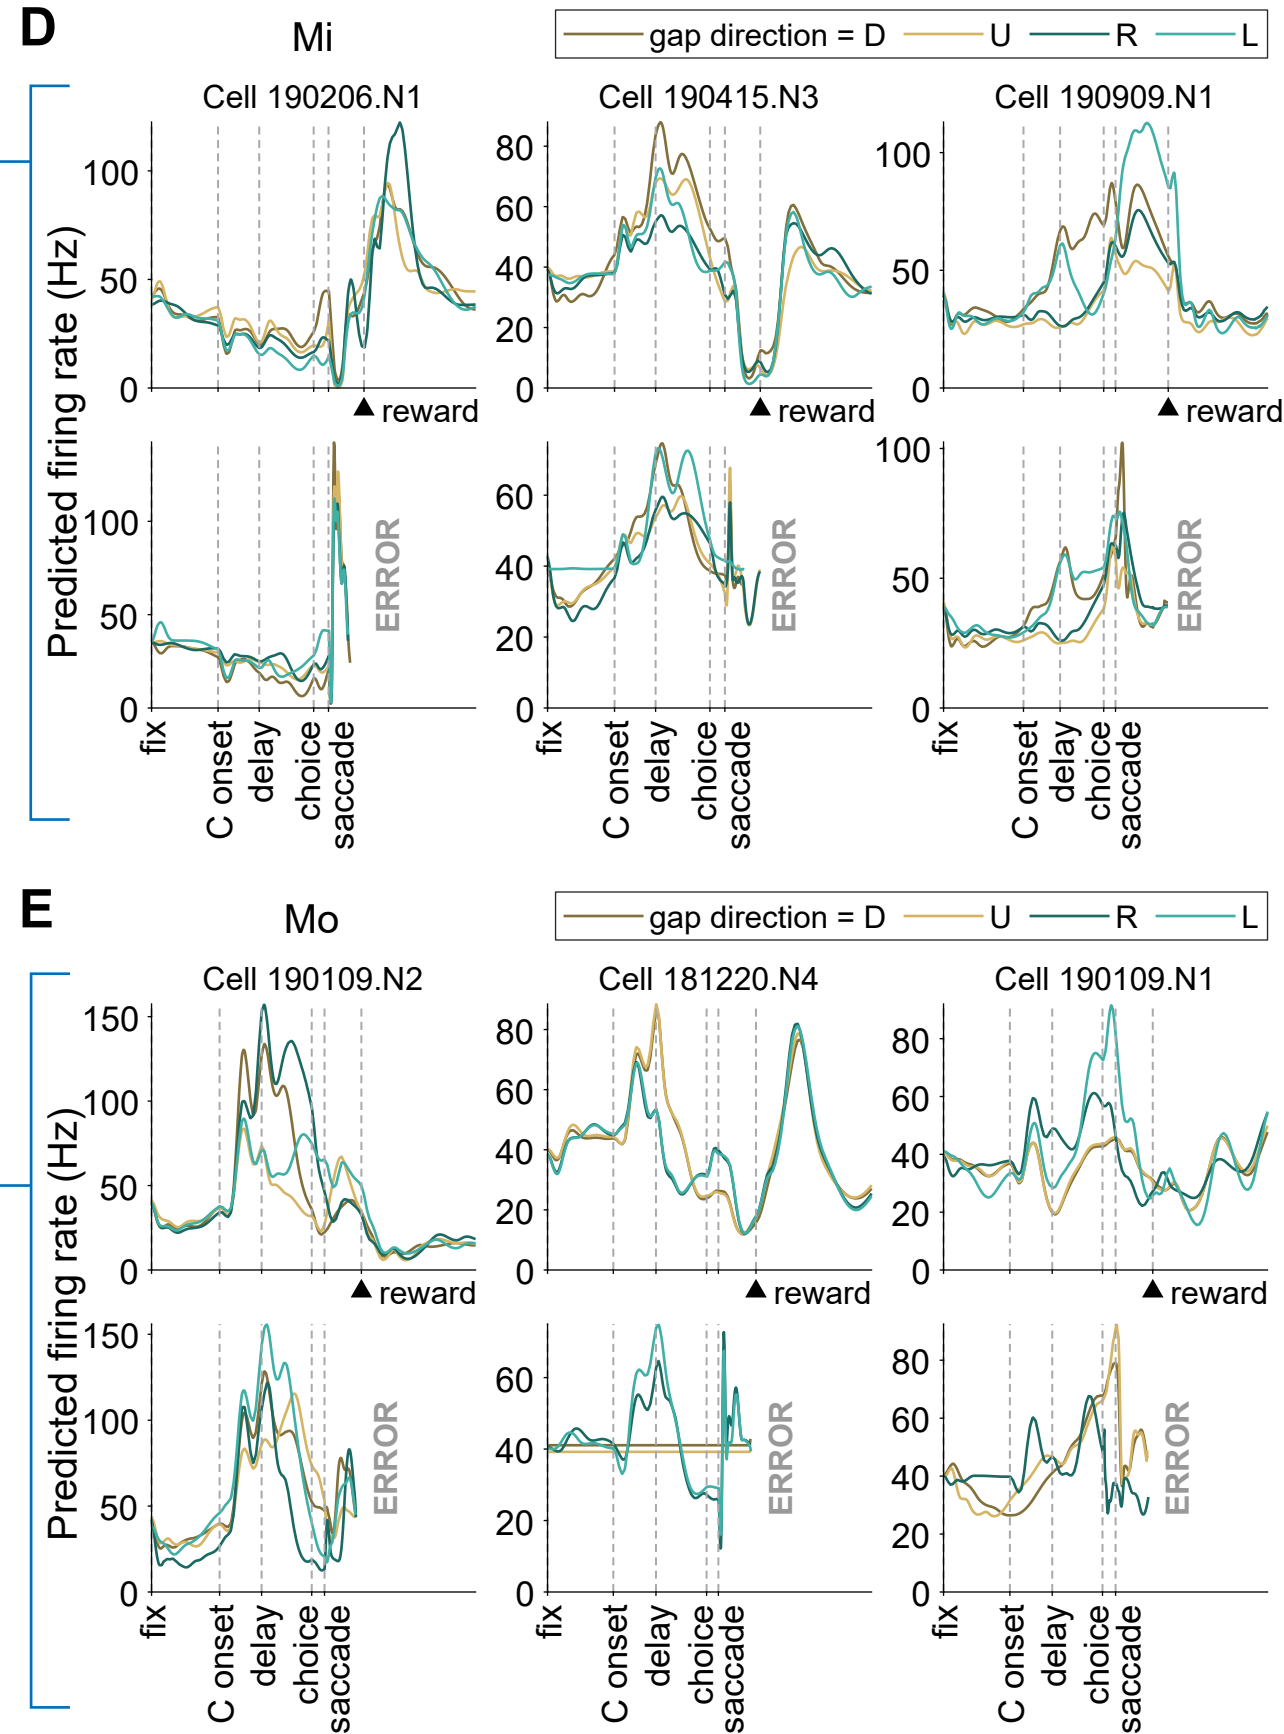 D
Mi
gap direction = D U R L
Predicted firing rate (Hz)
Cell 190206.N1
100
50
0
reward
Cell 190415.N3
80
60
40
20
0
reward
Cell 190909.N1
100
50
0
reward
100
50
0
ERROR
fix
C onset
delay
choice
saccade
60
40
20
0
ERROR
fix
C onset
delay
choice
saccade
100
50
0
ERROR
fix
C onset
delay
choice
saccade
E
Mo
gap direction = D U R L
Predicted firing rate (Hz)
Cell 190109.N2
150
100
50
0
reward
Cell 181220.N4
80
60
40
20
0
reward
Cell 190109.N1
80
60
40
20
0
reward
150
100
50
0
ERROR
fix
C onset
delay
choice
saccade
60
40
20
0
ERROR
fix
C onset
delay
choice
saccade
80
60
40
20
0
ERROR
fix
C onset
delay
choice
saccade